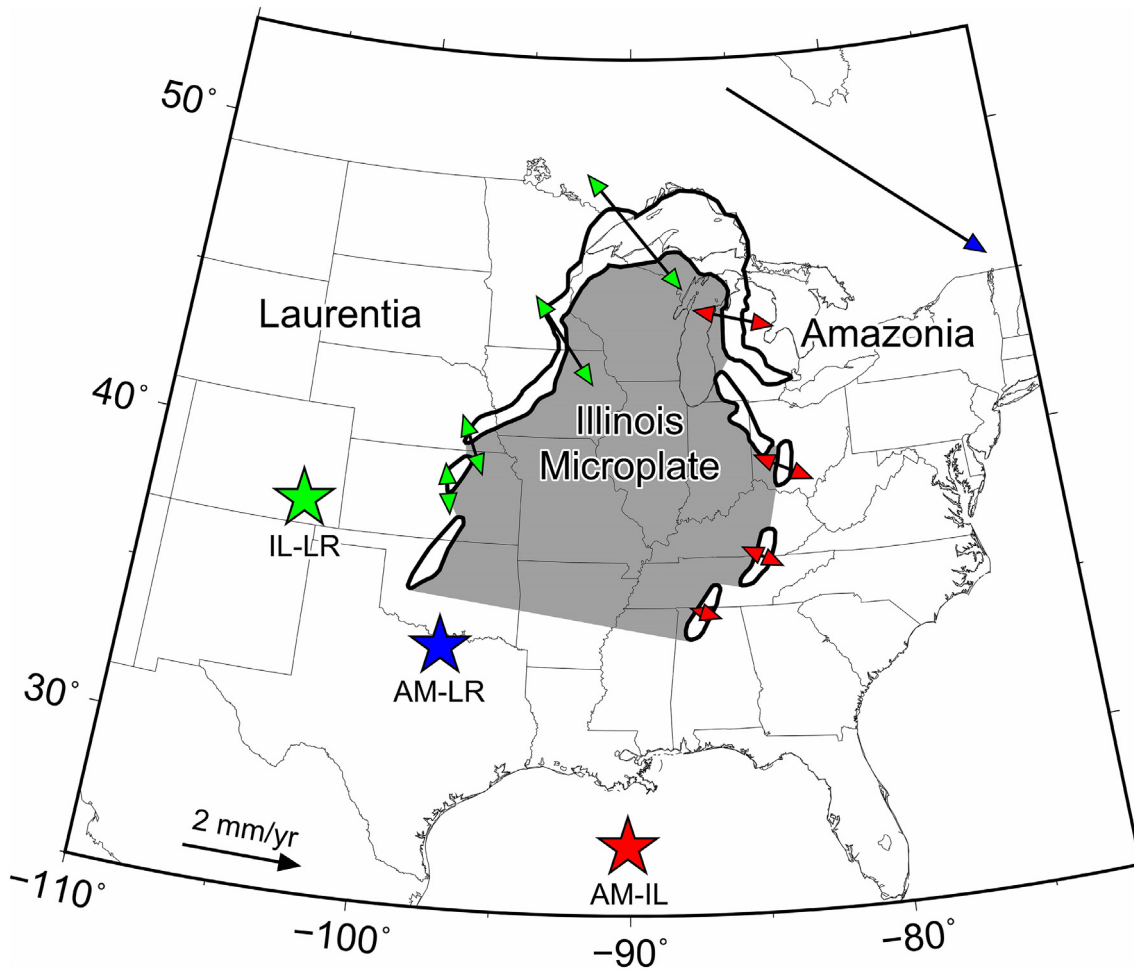 50°
Laurentia
Amazonia
40°
Illinois
Microplate
IL-LR
AM-LR
30°
2 mm/yr
AM-IL
−110°
−100°
−90°
−80°